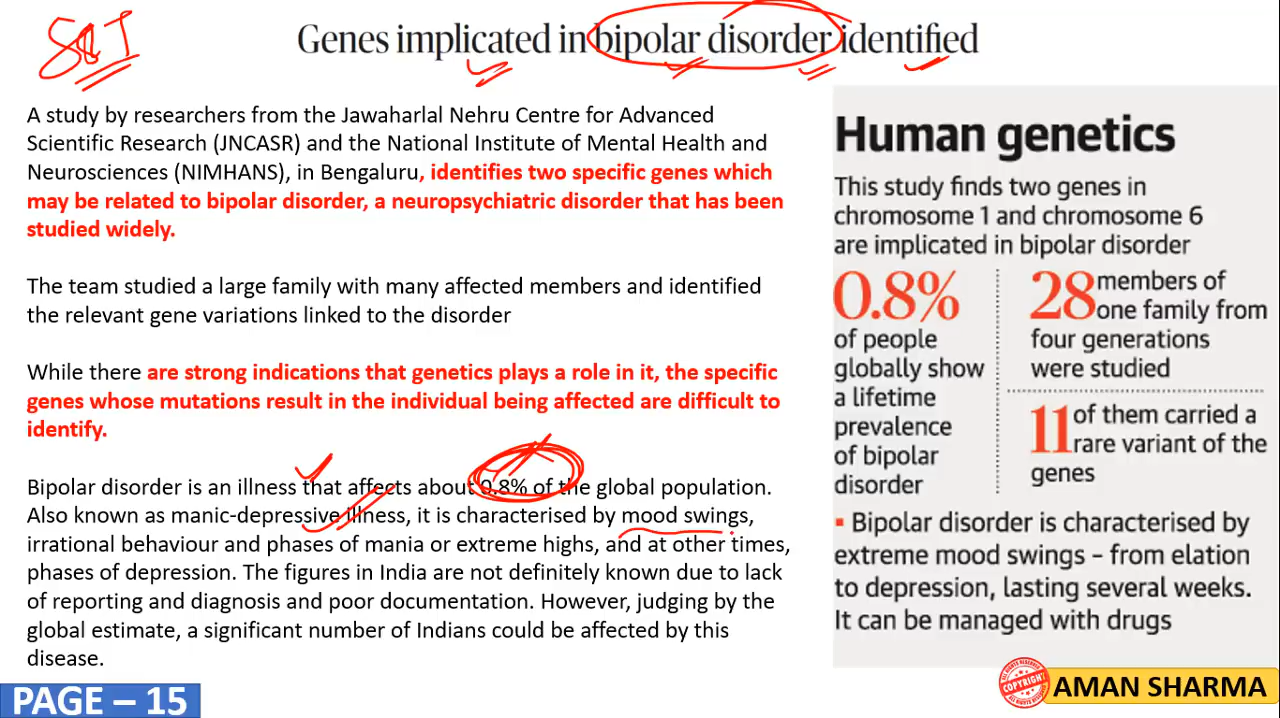 S&T
Genes implicated in bipolar disorder identified
A study by researchers from the Jawaharlal Nehru Centre for Advanced
Scientific Research (JNCASR) and the National Institute of Mental Health and
Neurosciences (NIMHANS), in Bengaluru, identifies two specific genes which
may be related to bipolar disorder, a neuropsychiatric disorder that has been
studied widely.
The team studied a large family with many affected members and identified
the relevant gene variations linked to the disorder
While there are strong indications that genetics plays a role in it, the specific
genes whose mutations result in the individual being affected are difficult to
identify.
Bipolar disorder is an illness that affects about 0.8% of the global population.
Also known as manic-depressive illness, it is characterised by mood swings,
irrational behaviour and phases of mania or extreme highs, and at other times,
phases of depression. The figures in India are not definitely known due to lack
of reporting and diagnosis and poor documentation. However, judging by the
global estimate, a significant number of Indians could be affected by this
disease.
Human genetics
This study finds two genes in
chromosome 1 and chromosome 6
are implicated in bipolar disorder
0.8%
of people
globally show
a lifetime
prevalence
of bipolar
disorder
28 members of
one family from
four generations
were studied
11 of them carried a
rare variant of the
genes
▪ Bipolar disorder is characterised by
extreme mood swings – from elation
to depression, lasting several weeks.
It can be managed with drugs
PAGE – 15
COPYRIGHT
AMAN SHARMA